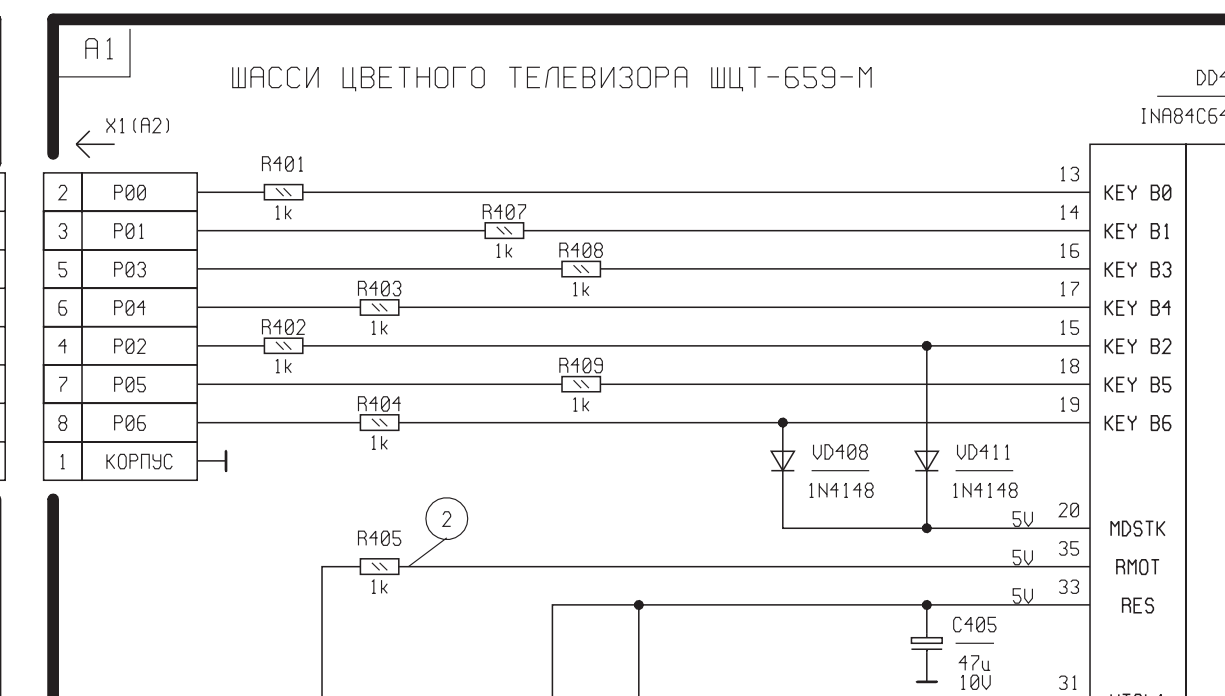 A1
ШАССИ ЦВЕТНОГО ТЕЛЕВИЗОРА ШЦТ-659-М
DD4
X1(A2)
INA84C64
R401
13
2 P00
KEY B0
1k
R407
14
3 P01
KEY B1
1k
R408
16
5 P03
KEY B3
1k
R403
17
6 P04
KEY B4
1k
R402
15
4 P02
KEY B2
1k
R409
18
7 P05
KEY B5
1k
R404
19
8 P06
KEY B6
1k
1 КОРПУС
VD408
VD411
1N4148
1N4148
2
5V 20
MDSTK
R405
5V 35
RMOT
1k
5V 33
RES
C405
47u
10V
31